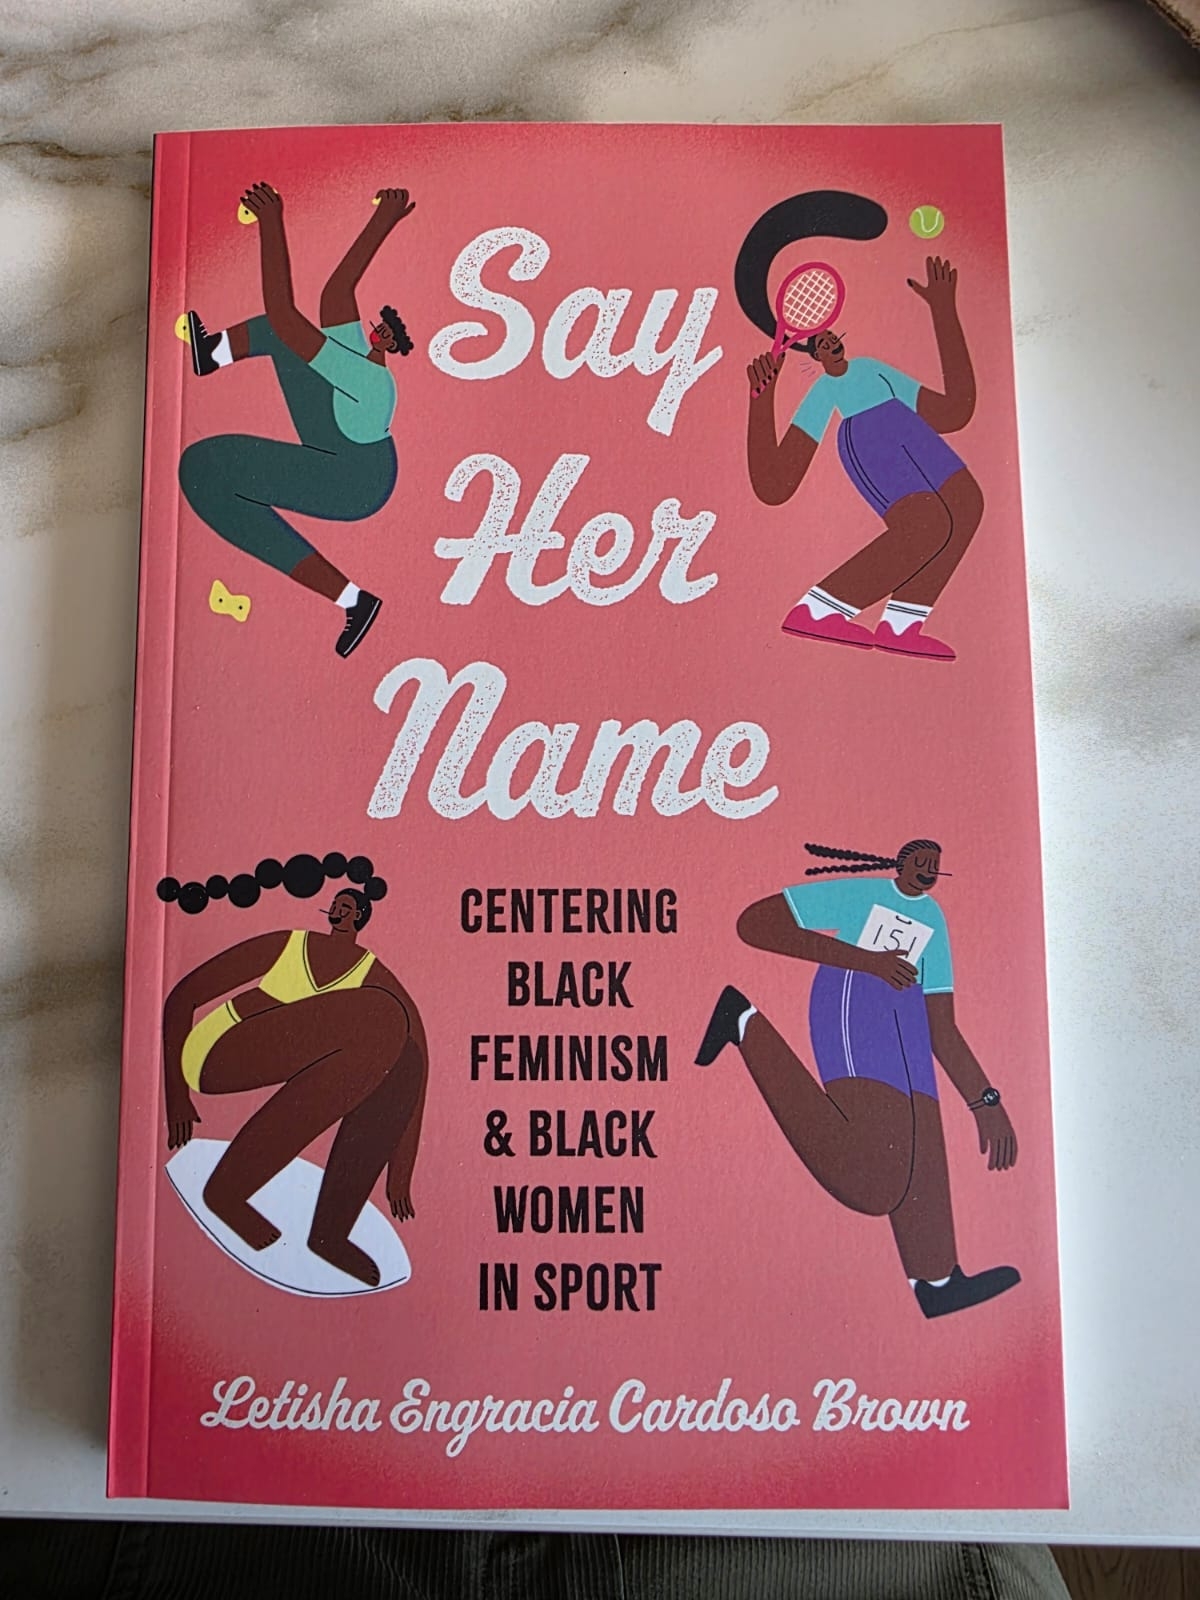 Say
Her
Name
CENTERING
BLACK
FEMINISM
& BLACK
WOMEN
IN SPORT
151
Letisha Engracia Cardoso Brown